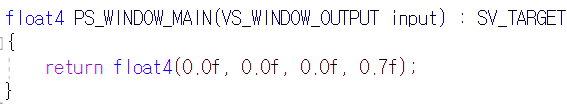 float4 PS_WINDOW_MAIN(VS_WINDOW_OUTPUT input) : SV_TARGET
{
    return float4(0.0f, 0.0f, 0.0f, 0.7f);
}